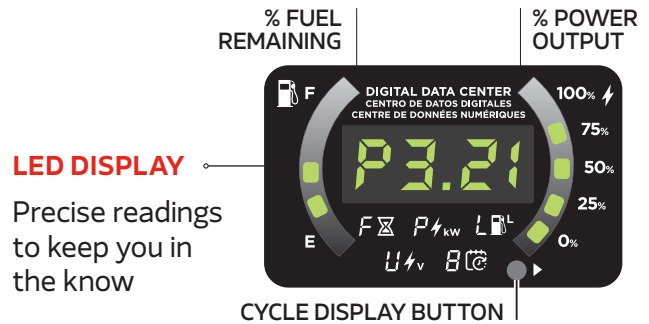 % FUEL
REMAINING
% POWER
OUTPUT
F
DIGITAL DATA CENTER
CENTRO DE DATOS DIGITALES
CENTRE DE DONNÉES NUMÉRIQUES
100%
75%
50%
25%
0%
P3.21
E
F P kW L L
U V 8
LED DISPLAY
Precise readings
to keep you in
the know
CYCLE DISPLAY BUTTON